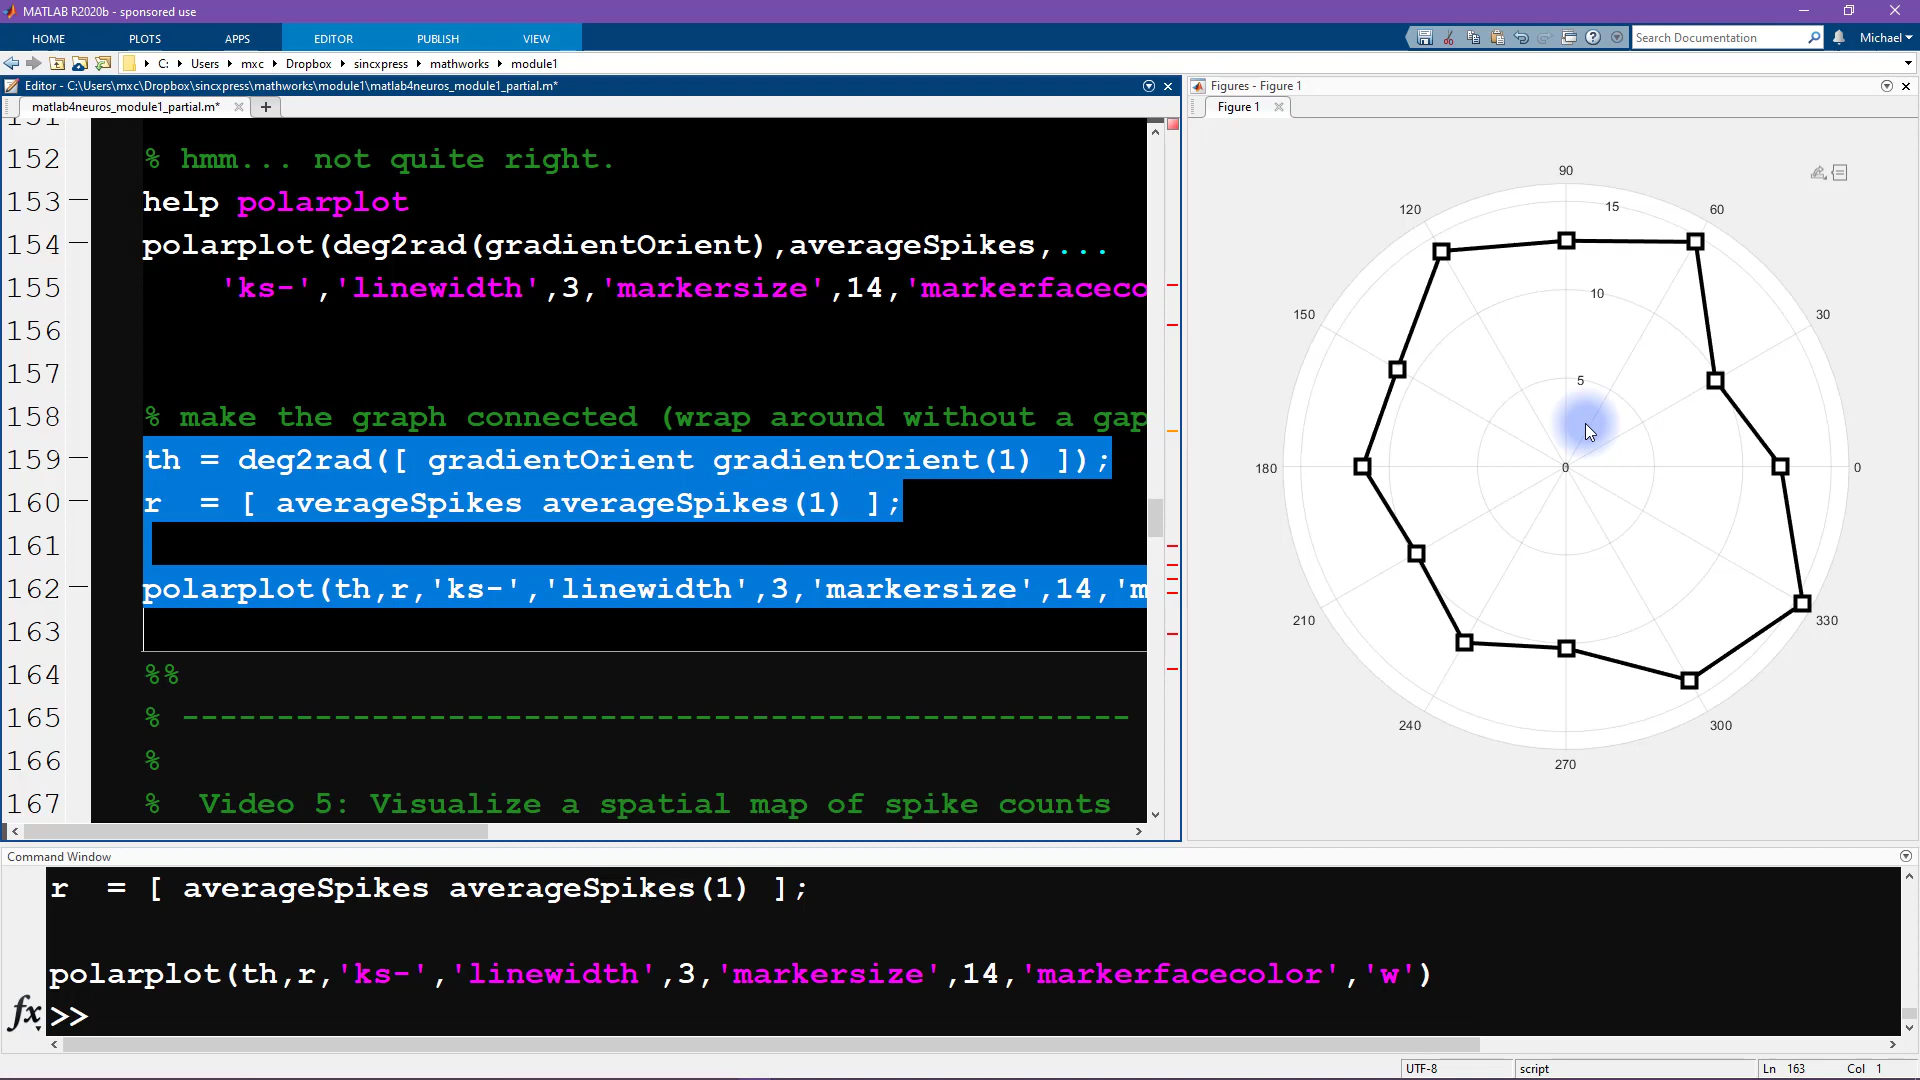 MATLAB R2020b - sponsored use
HOME PLOTS APPS EDITOR PUBLISH VIEW
Search Documentation
Michael
C: Users mxc Dropbox sincxpress mathworks module1
Editor - C:\Users\mxc\Dropbox\sincxpress\mathworks\module1\matlab4neuros_module1_partial.m*
matlab4neuros_module1_partial.m*
151
152 % hmm... not quite right.
153 help polarplot
154 polarplot(deg2rad(gradientOrient),averageSpikes,...
155 'ks-','linewidth',3,'markersize',14,'markerfaceco
156
157
158 % make the graph connected (wrap around without a gap
159 th = deg2rad([ gradientOrient gradientOrient(1) ]);
160 r = [ averageSpikes averageSpikes(1) ];
161
162 polarplot(th,r,'ks-','linewidth',3,'markersize',14,'m
163
164 %%
165 % --------------------------------------------------
166 %
167 % Video 5: Visualize a spatial map of spike counts
Figures - Figure 1
Figure 1
90
120 15 60
10
150 30
5
180 0 0
210 330
240 300
270
Command Window
r = [ averageSpikes averageSpikes(1) ];
polarplot(th,r,'ks-','linewidth',3,'markersize',14,'markerfacecolor','w')
fx >>
UTF-8 script Ln 163 Col 1